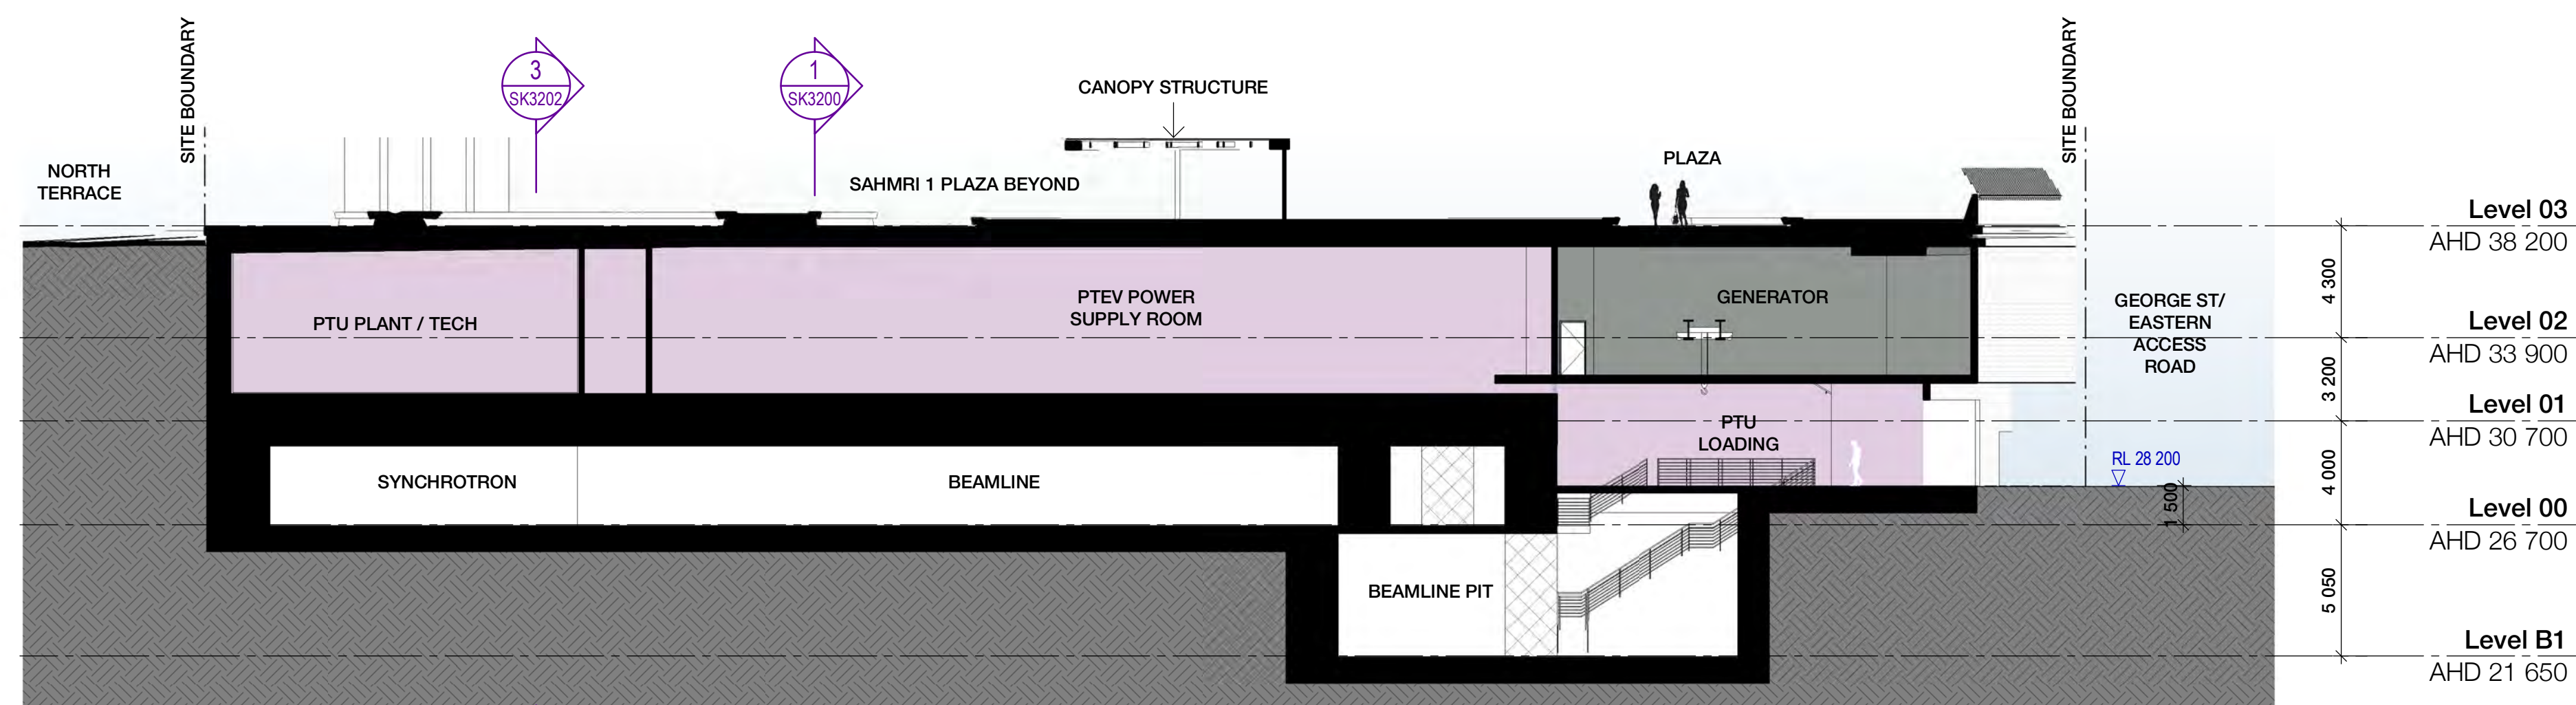 SITE BOUNDARY
3
SK3202
1
SK3200
CANOPY STRUCTURE
SITE BOUNDARY
NORTH
TERRACE
SAHMRI 1 PLAZA BEYOND
PLAZA
Level 03
AHD 38 200
4 300
PTU PLANT / TECH
PTEV POWER
SUPPLY ROOM
GENERATOR
GEORGE ST/
EASTERN
ACCESS
ROAD
Level 02
AHD 33 900
3 200
Level 01
AHD 30 700
PTU
LOADING
RL 28 200
4 000
1 500
SYNCHROTRON
BEAMLINE
Level 00
AHD 26 700
5 050
BEAMLINE PIT
Level B1
AHD 21 650